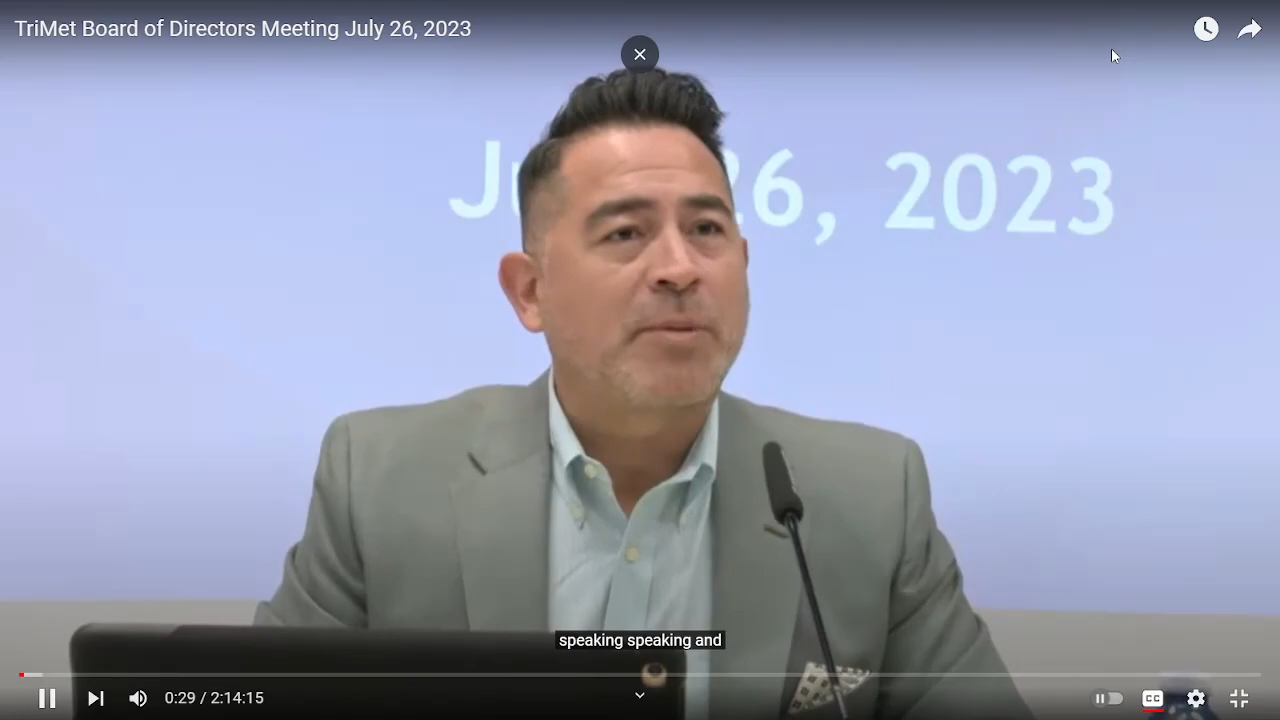 TriMet Board of Directors Meeting July 26, 2023
Ju 26, 2023
speaking speaking and
0:29 / 2:14:15
CC